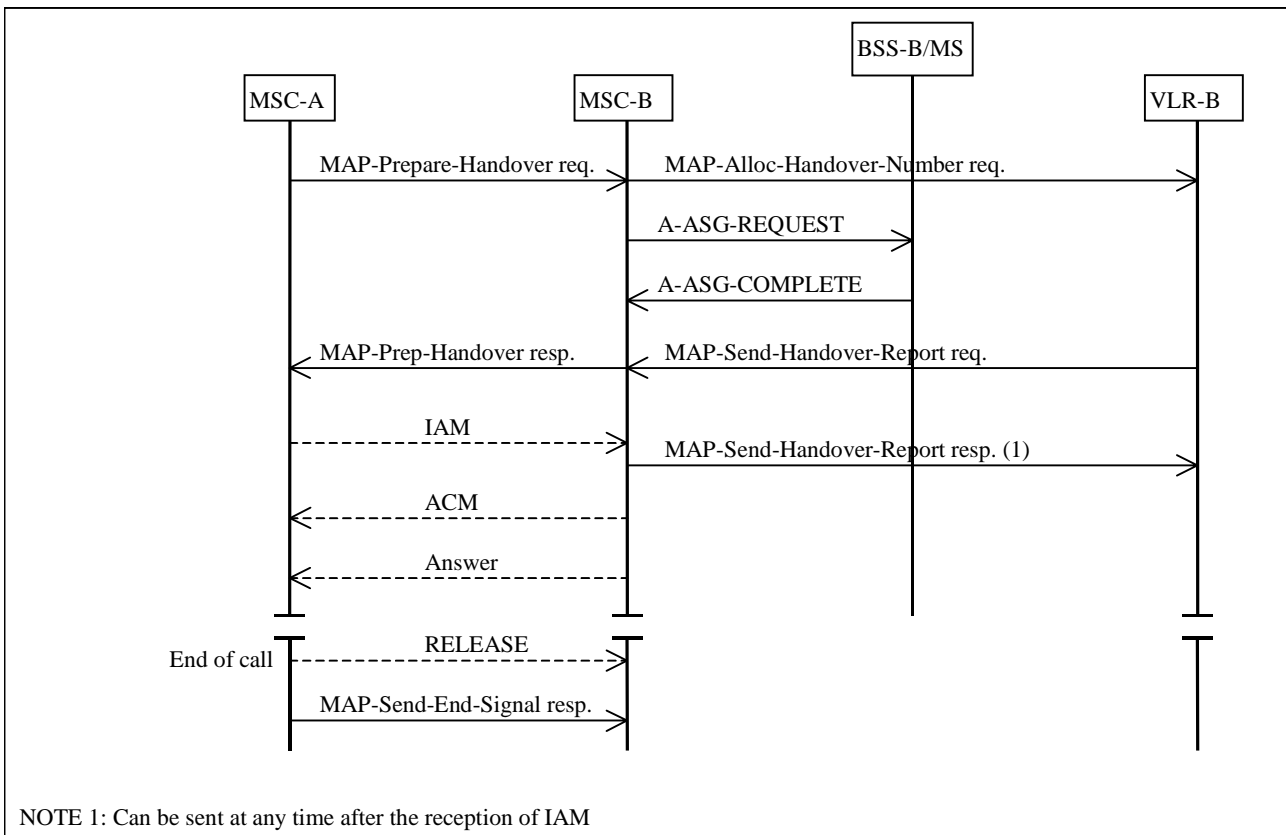 BSS-B/MS
MSC-A
MSC-B
VLR-B
MAP-Prepare-Handover req.
MAP-Alloc-Handover-Number req.
A-ASG-REQUEST
A-ASG-COMPLETE
MAP-Prep-Handover resp.
MAP-Send-Handover-Report req.
IAM
MAP-Send-Handover-Report resp. (1)
ACM
Answer
RELEASE
End of call
MAP-Send-End-Signal resp.
NOTE 1: Can be sent at any time after the reception of IAM